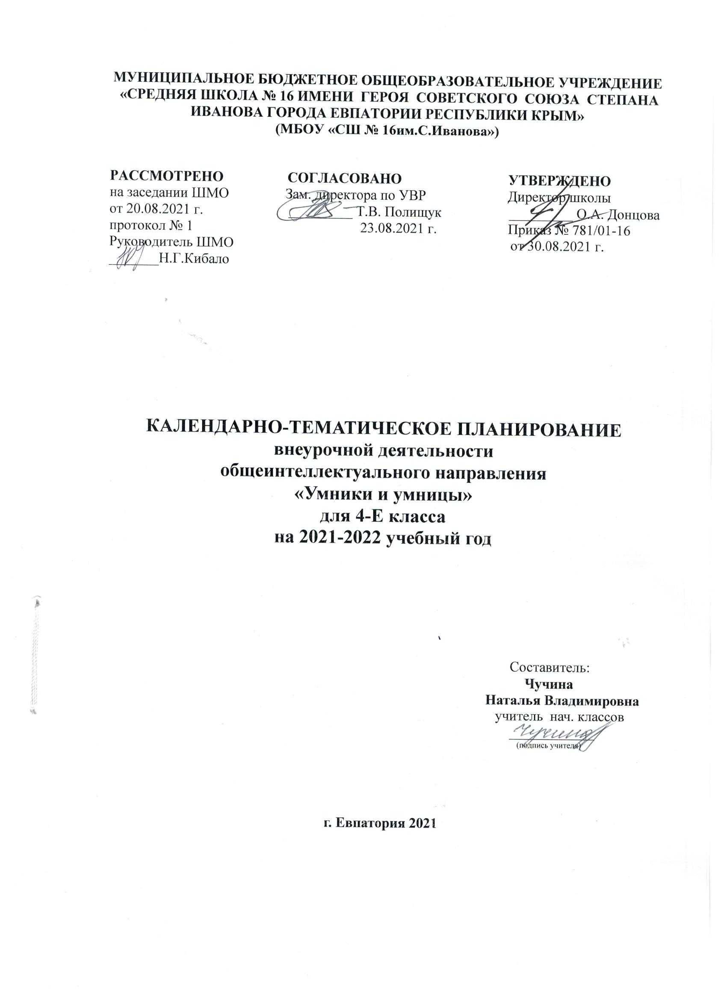 МУНИЦИПАЛЬНОЕ БЮДЖЕТНОЕ ОБЩЕОБРАЗОВАТЕЛЬНОЕ УЧРЕЖДЕНИЕ
«СРЕДНЯЯ ШКОЛА № 16 ИМЕНИ ГЕРОЯ СОВЕТСКОГО СОЮЗА СТЕПАНА
ИВАНОВА ГОРОДА ЕВПАТОРИИ РЕСПУБЛИКИ КРЫМ»
(МБОУ «СШ № 16им.С.Иванова»)
РАССМОТРЕНО
на заседании ШМО
от 20.08.2021 г.
протокол № 1
Руководитель ШМО
Н.Г.Кибало
СОГЛАСОВАНО
Зам. директора по УВР
Т.В. Полищук
23.08.2021 г.
УТВЕРЖДЕНО
Директор школы
О.А. Донцова
Приказ № 781/01-16
от 30.08.2021 г.
КАЛЕНДАРНО-ТЕМАТИЧЕСКОЕ ПЛАНИРОВАНИЕ
внеурочной деятельности
общеинтеллектуального направления
«Умники и умницы»
для 4-Е класса
на 2021-2022 учебный год
Составитель:
Чучина
Наталья Владимировна
учитель нач. классов
(подпись учителя)
г. Евпатория 2021